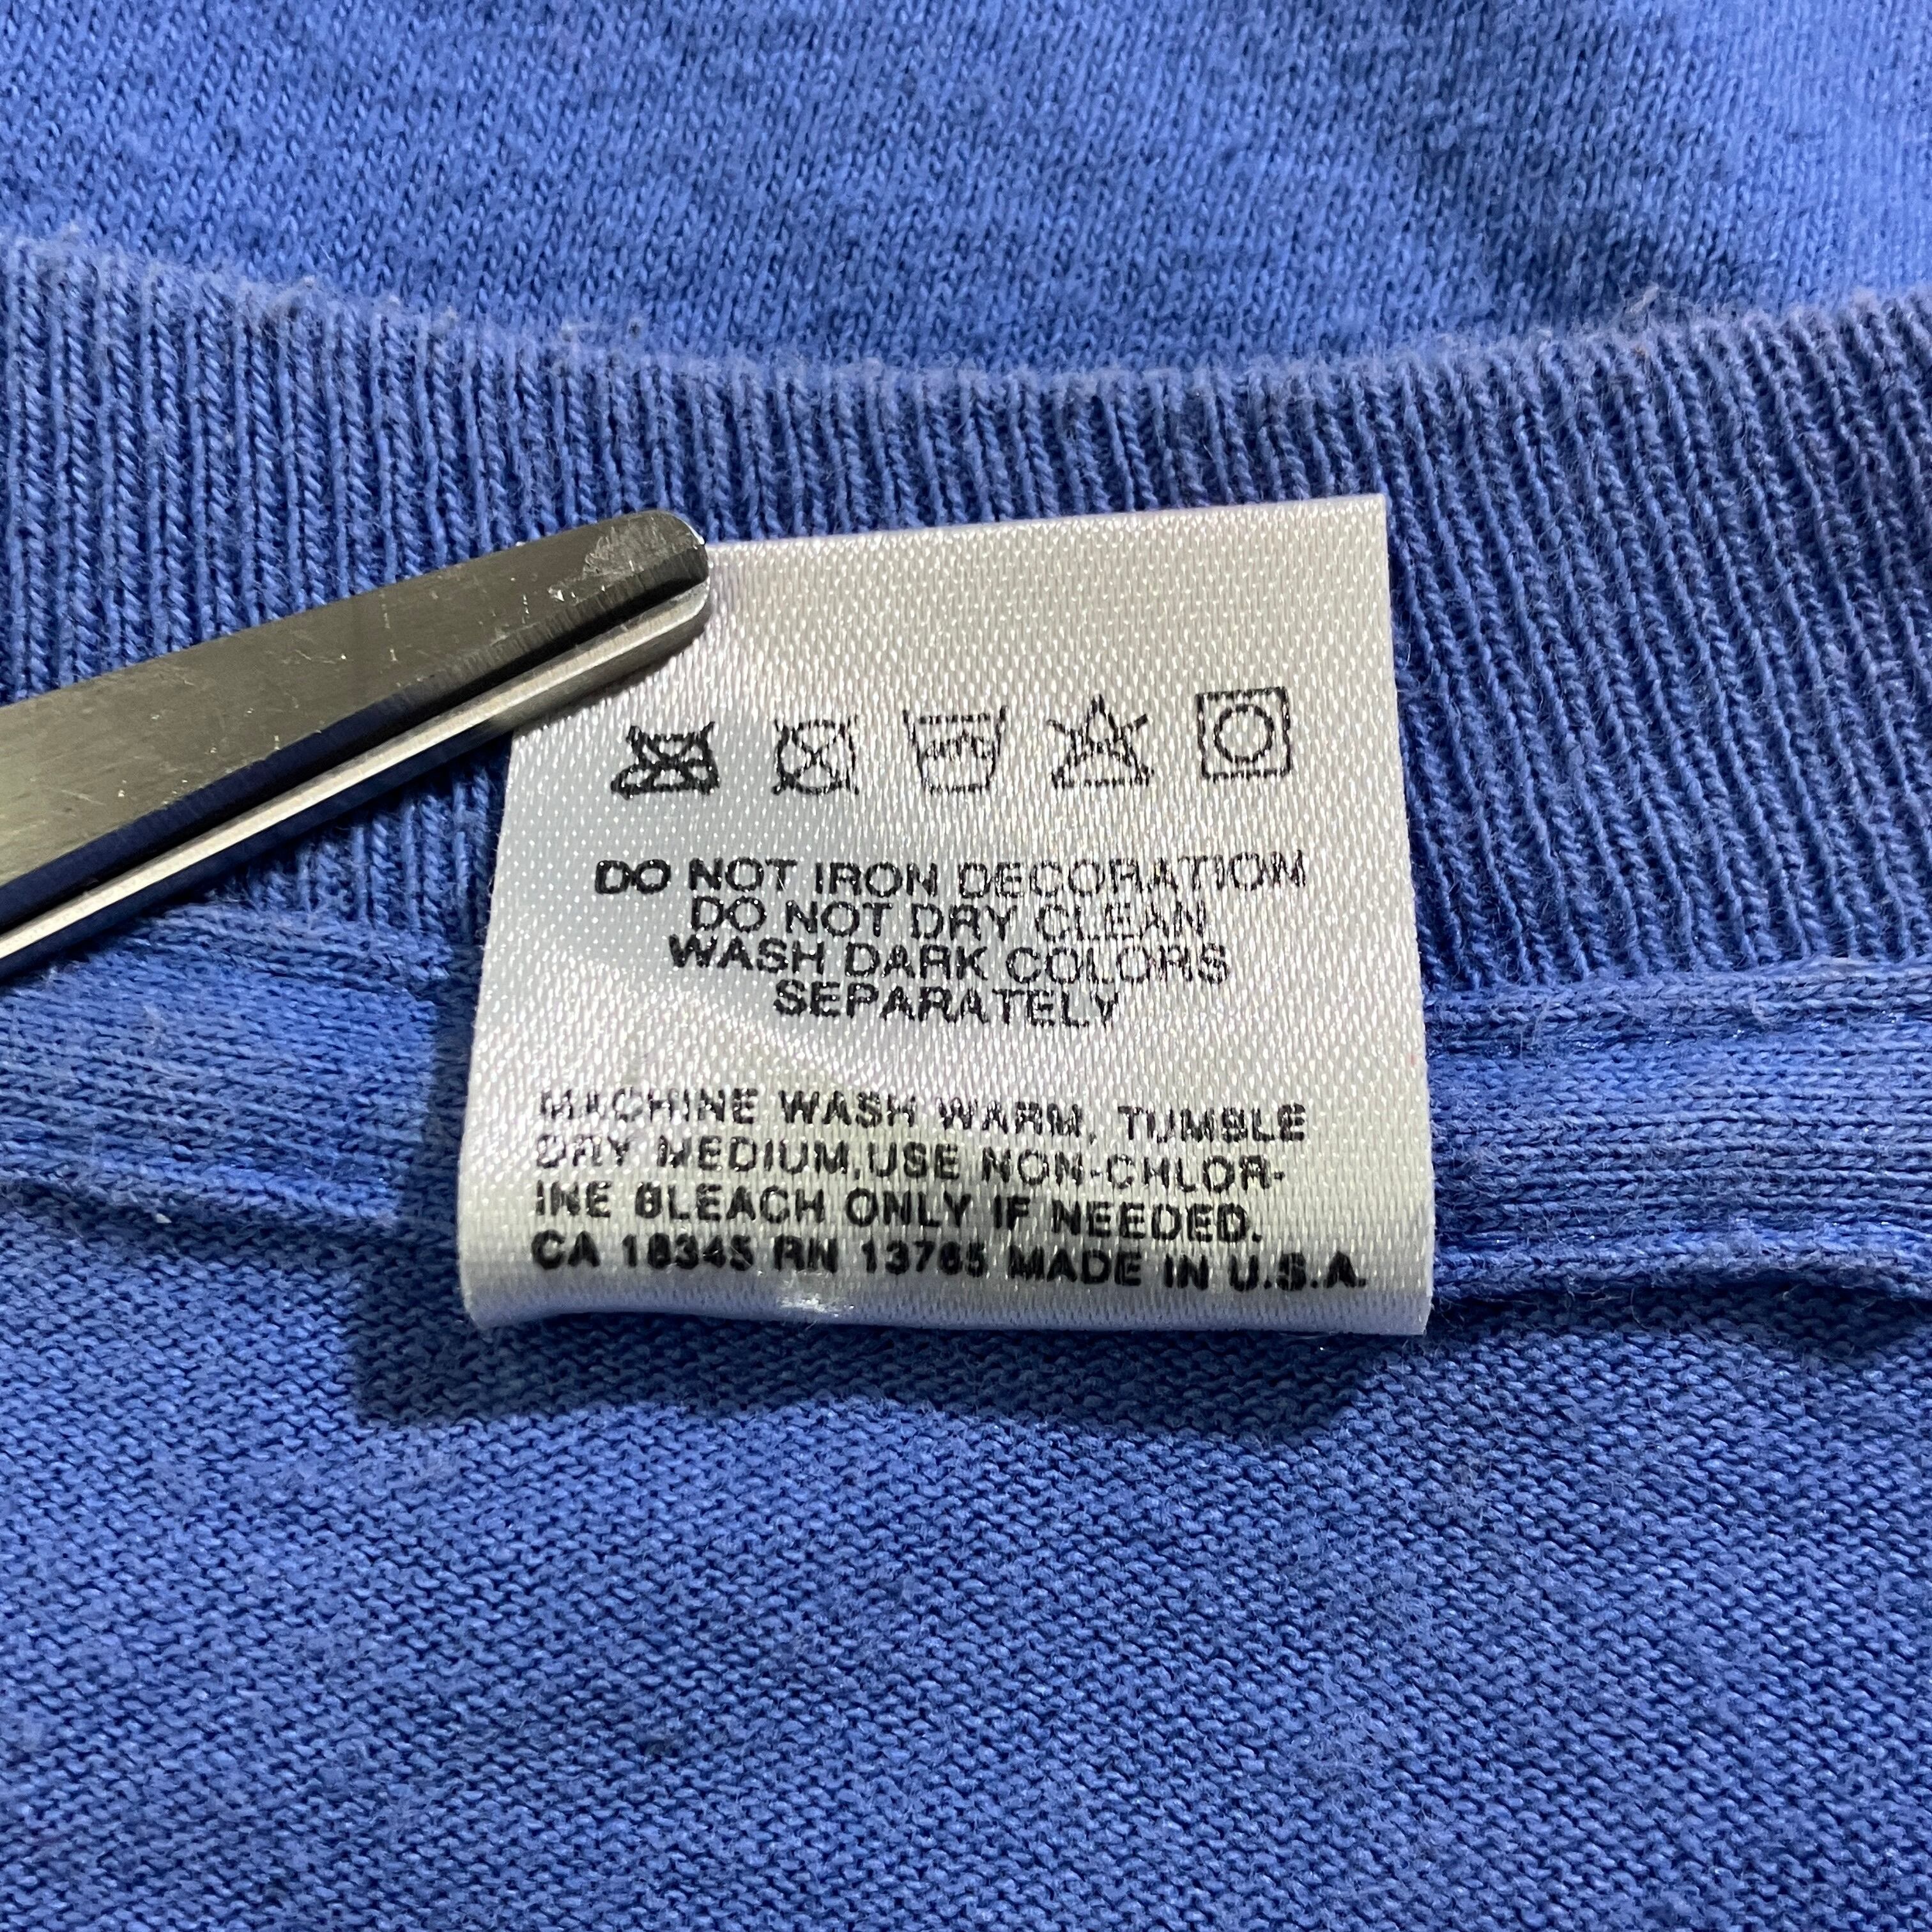 DO NOT IRON DECORATION
DO NOT DRY CLEAN
WASH DARK COLORS
SEPARATELY
MACHINE WASH WARM, TUMBLE
DRY MEDIUM,USE NON-CHLOR-
INE BLEACH ONLY IF NEEDED.
CA 18345 RN 13765 MADE IN U.S.A.